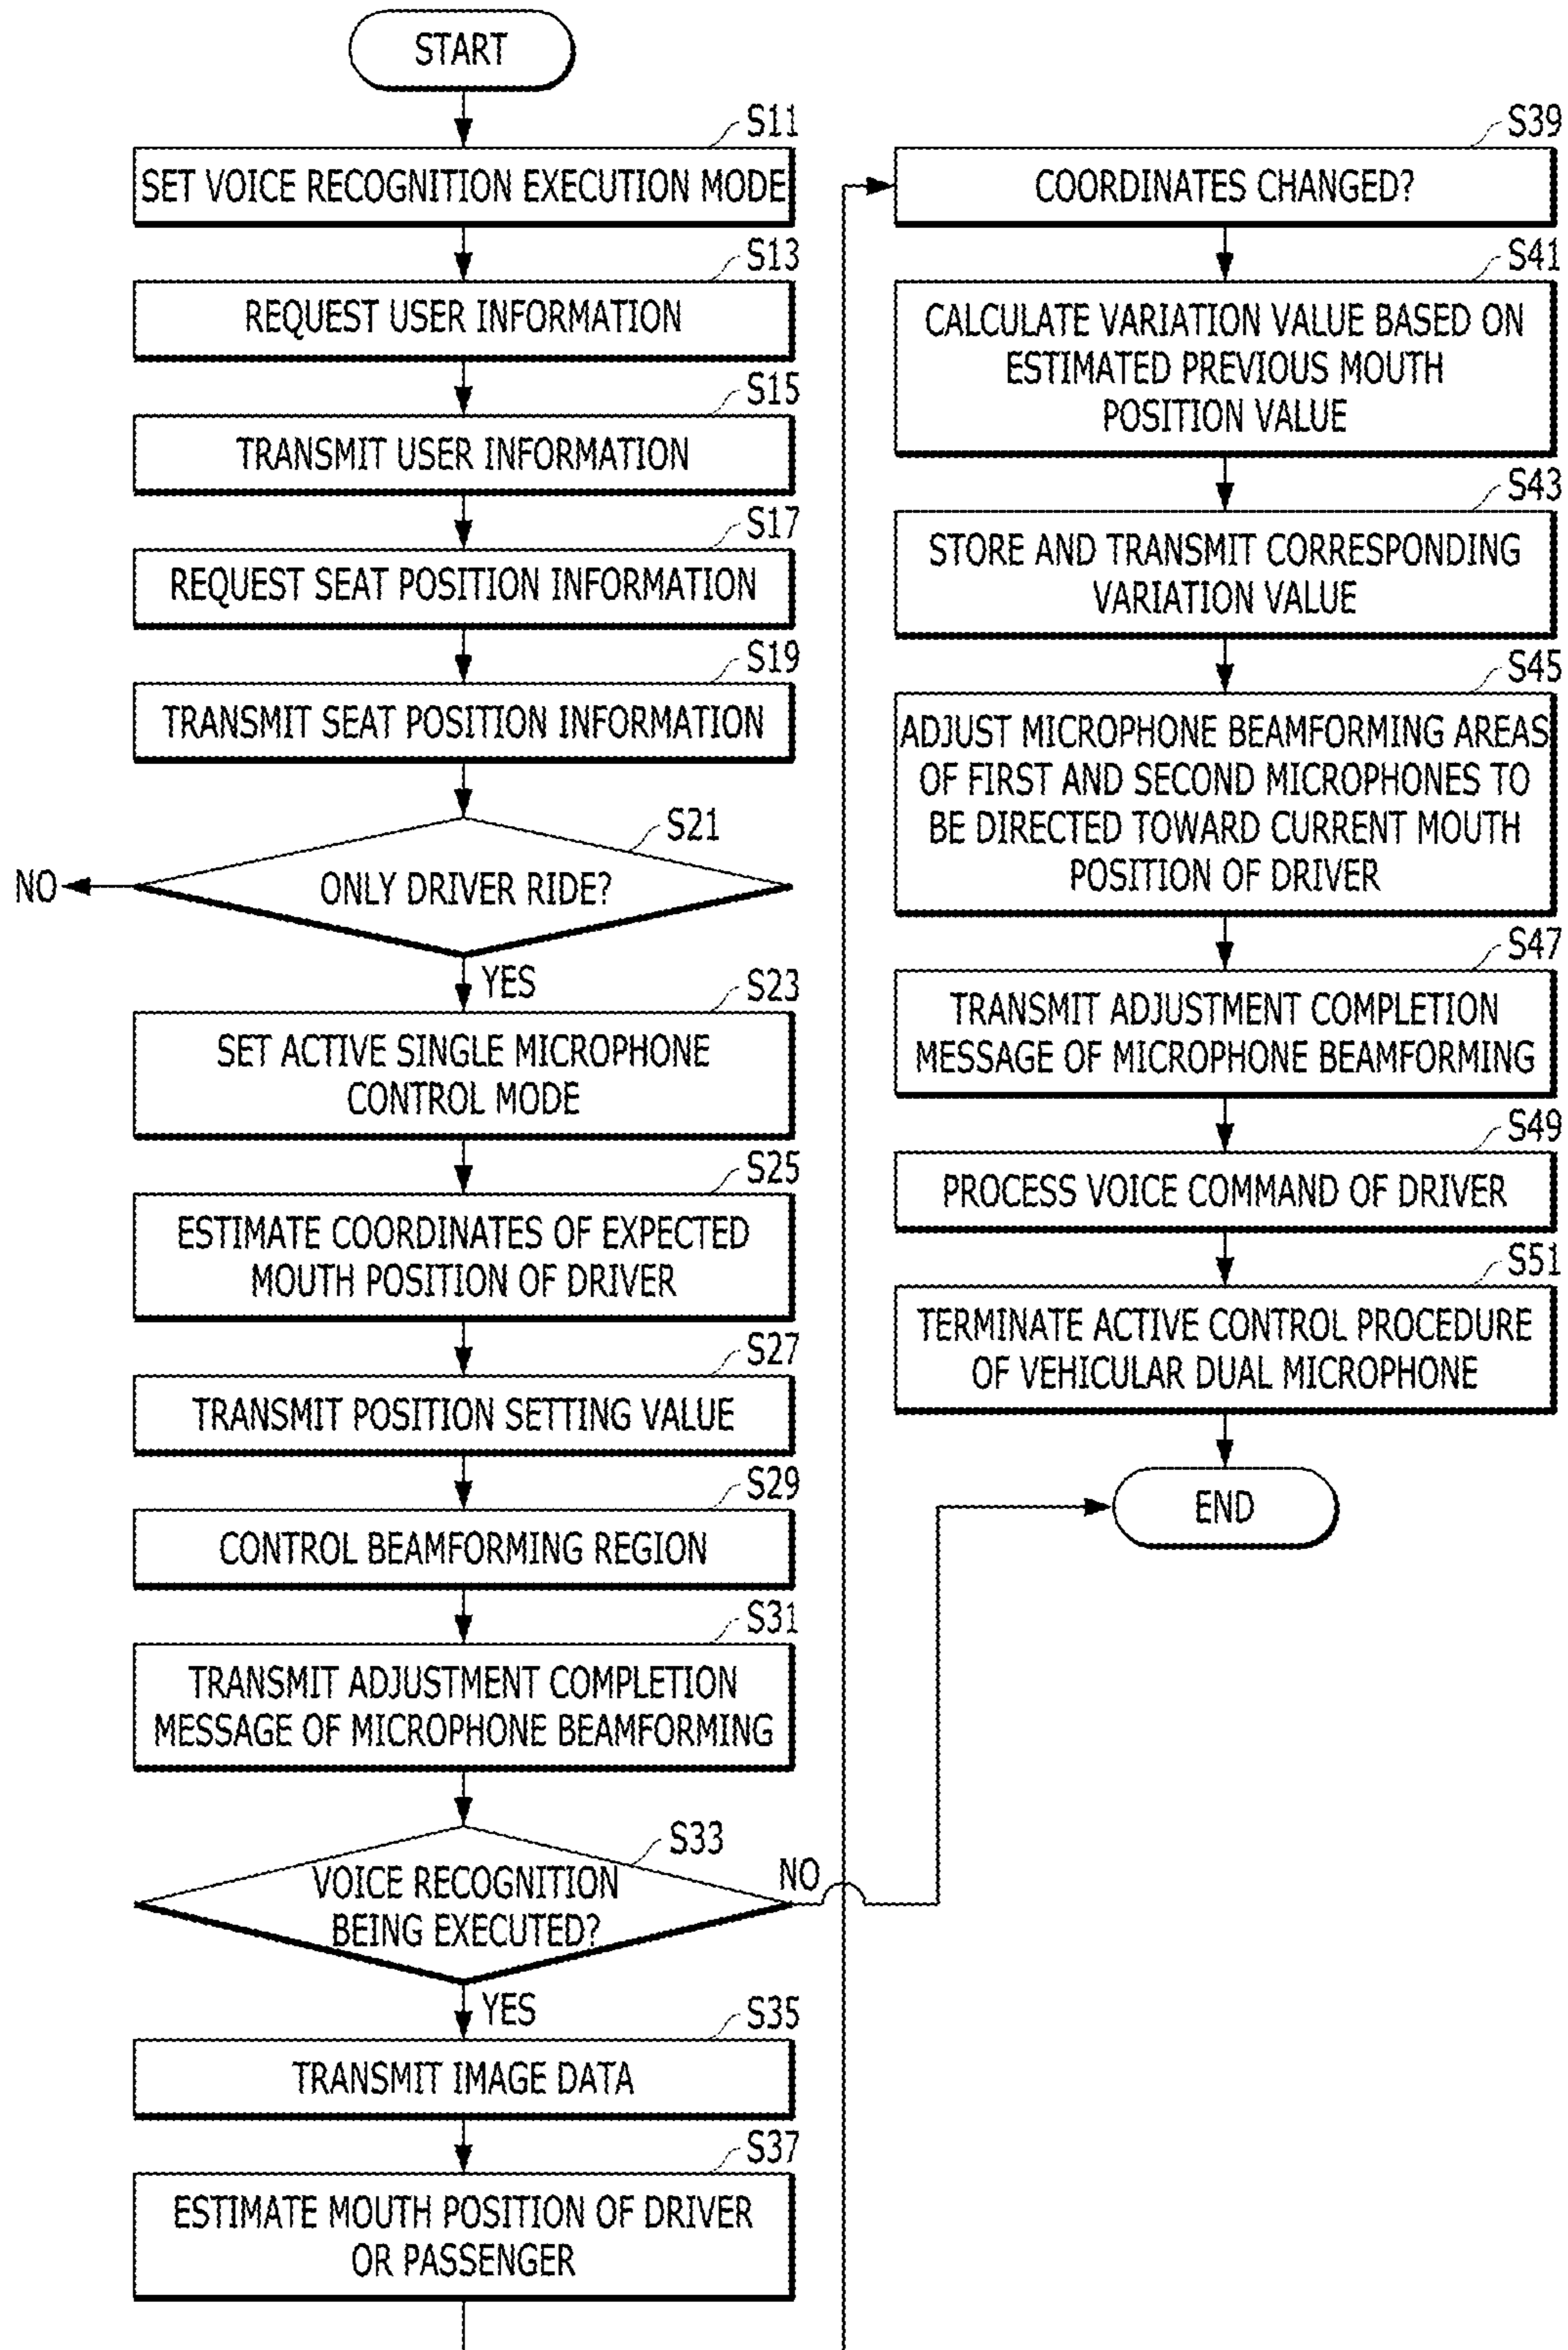 START
S11
SET VOICE RECOGNITION EXECUTION MODE
S13
REQUEST USER INFORMATION
S15
TRANSMIT USER INFORMATION
S17
REQUEST SEAT POSITION INFORMATION
S19
TRANSMIT SEAT POSITION INFORMATION
S21
ONLY DRIVER RIDE?
NO
YES
S23
SET ACTIVE SINGLE MICROPHONE
CONTROL MODE
S25
ESTIMATE COORDINATES OF EXPECTED
MOUTH POSITION OF DRIVER
S27
TRANSMIT POSITION SETTING VALUE
S29
CONTROL BEAMFORMING REGION
S31
TRANSMIT ADJUSTMENT COMPLETION
MESSAGE OF MICROPHONE BEAMFORMING
S33
VOICE RECOGNITION
BEING EXECUTED?
NO
YES
S35
TRANSMIT IMAGE DATA
S37
ESTIMATE MOUTH POSITION OF DRIVER
OR PASSENGER
S39
COORDINATES CHANGED?
S41
CALCULATE VARIATION VALUE BASED ON
ESTIMATED PREVIOUS MOUTH
POSITION VALUE
S43
STORE AND TRANSMIT CORRESPONDING
VARIATION VALUE
S45
ADJUST MICROPHONE BEAMFORMING AREAS
OF FIRST AND SECOND MICROPHONES TO
BE DIRECTED TOWARD CURRENT MOUTH
POSITION OF DRIVER
S47
TRANSMIT ADJUSTMENT COMPLETION
MESSAGE OF MICROPHONE BEAMFORMING
S49
PROCESS VOICE COMMAND OF DRIVER
S51
TERMINATE ACTIVE CONTROL PROCEDURE
OF VEHICULAR DUAL MICROPHONE
END